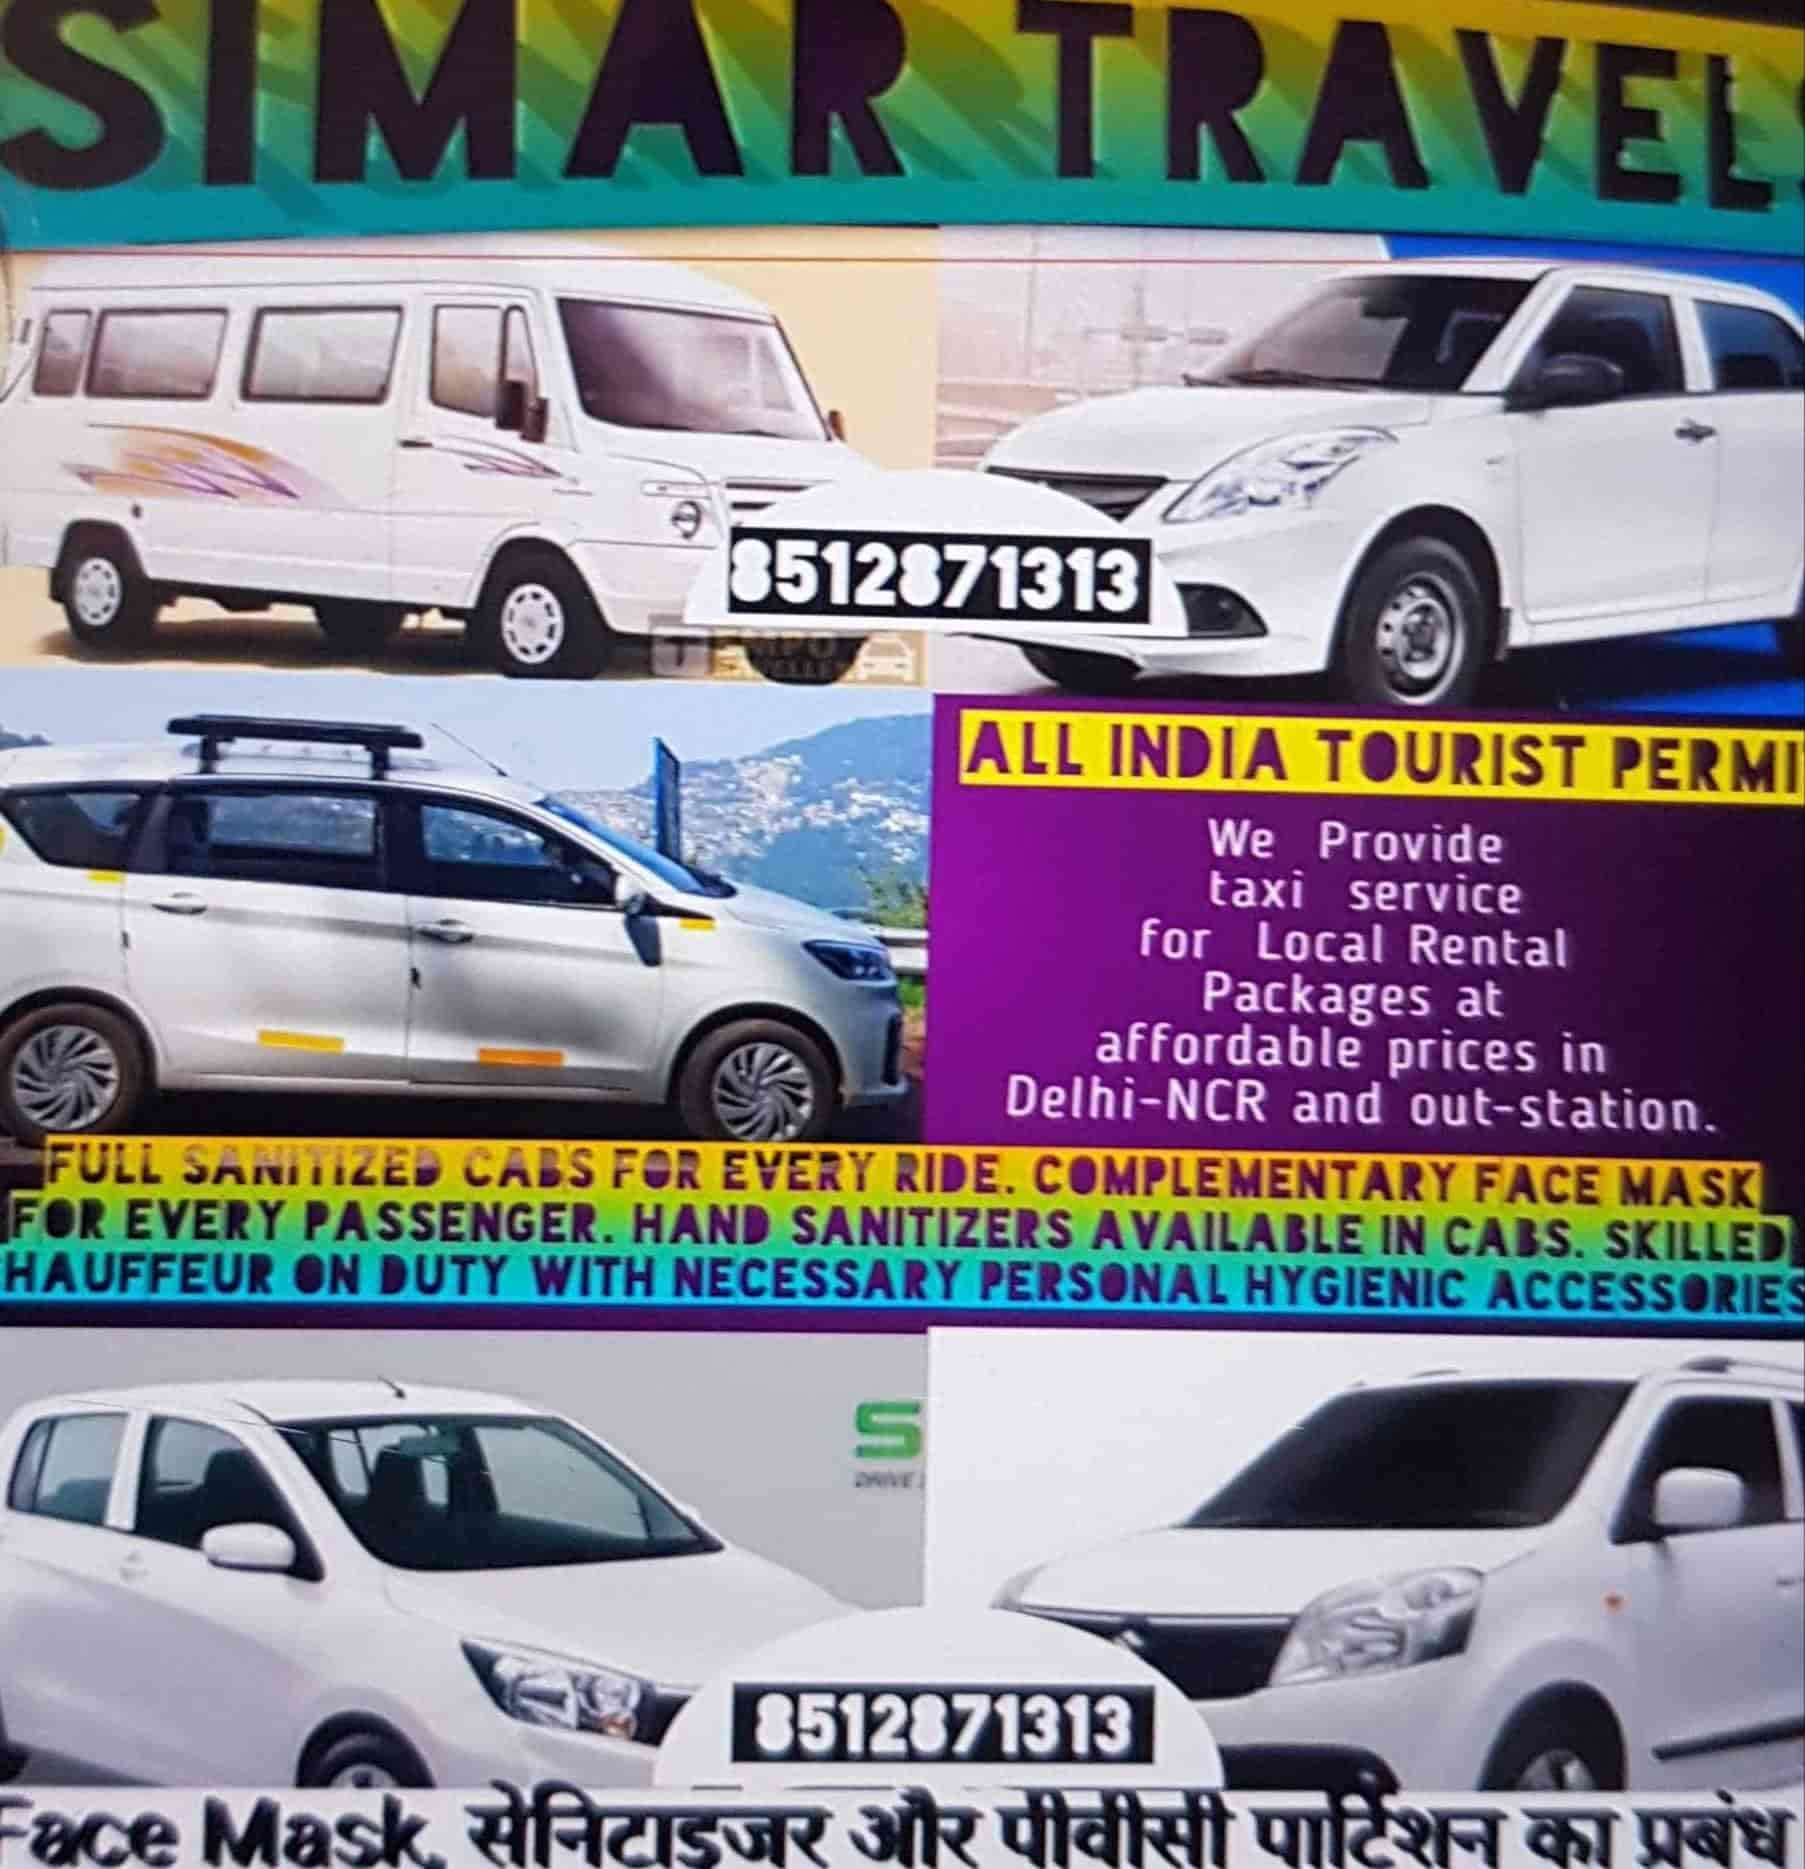 SIMAR TRAVELS
8512871313
ALL INDIA TOURIST PERMI
We Provide
taxi service
for Local Rental
Packages at
affordable prices in
Delhi-NCR and out-station.
FULL SANITIZED CABS FOR EVERY RIDE. COMPLEMENTARY FACE MASK
FOR EVERY PASSENGER. HAND SANITIZERS AVAILABLE IN CABS. SKILLED
HAUFFEUR ON DUTY WITH NECESSARY PERSONAL HYGIENIC ACCESSORIES
S
DRIVE
8512871313
Face Mask, सेनिटाइजर और पीवीसी पार्टिशन का प्रबंध